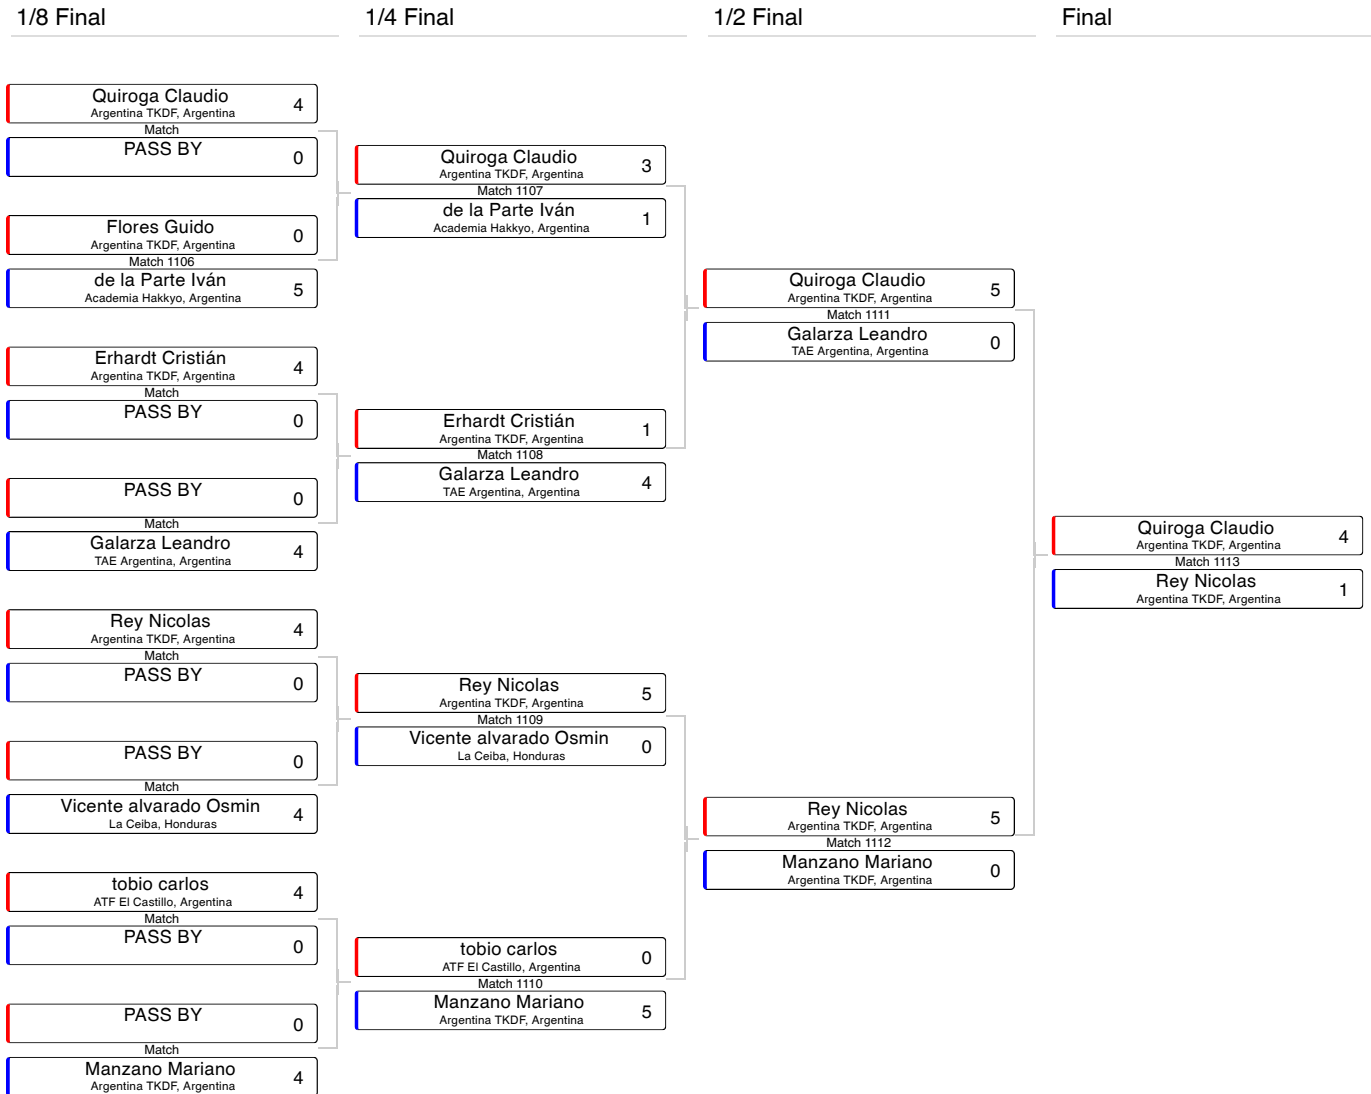 1/8 Final
1/4 Final
1/2 Final
Final
Quiroga Claudio
Argentina TKDF, Argentina
4
Match
PASS BY
0
Flores Guido
Argentina TKDF, Argentina
0
Match 1106
de la Parte Iván
Academia Hakkyo, Argentina
5
Erhardt Cristián
Argentina TKDF, Argentina
4
Match
PASS BY
0
PASS BY
0
Match
Galarza Leandro
TAE Argentina, Argentina
4
Rey Nicolas
Argentina TKDF, Argentina
4
Match
PASS BY
0
PASS BY
0
Match
Vicente alvarado Osmin
La Ceiba, Honduras
4
tobio carlos
ATF El Castillo, Argentina
4
Match
PASS BY
0
PASS BY
0
Match
Manzano Mariano
Argentina TKDF, Argentina
4
Quiroga Claudio
Argentina TKDF, Argentina
3
Match 1107
de la Parte Iván
Academia Hakkyo, Argentina
1
Erhardt Cristián
Argentina TKDF, Argentina
1
Match 1108
Galarza Leandro
TAE Argentina, Argentina
4
Rey Nicolas
Argentina TKDF, Argentina
5
Match 1109
Vicente alvarado Osmin
La Ceiba, Honduras
0
tobio carlos
ATF El Castillo, Argentina
0
Match 1110
Manzano Mariano
Argentina TKDF, Argentina
5
Quiroga Claudio
Argentina TKDF, Argentina
5
Match 1111
Galarza Leandro
TAE Argentina, Argentina
0
Rey Nicolas
Argentina TKDF, Argentina
5
Match 1112
Manzano Mariano
Argentina TKDF, Argentina
0
Quiroga Claudio
Argentina TKDF, Argentina
4
Match 1113
Rey Nicolas
Argentina TKDF, Argentina
1